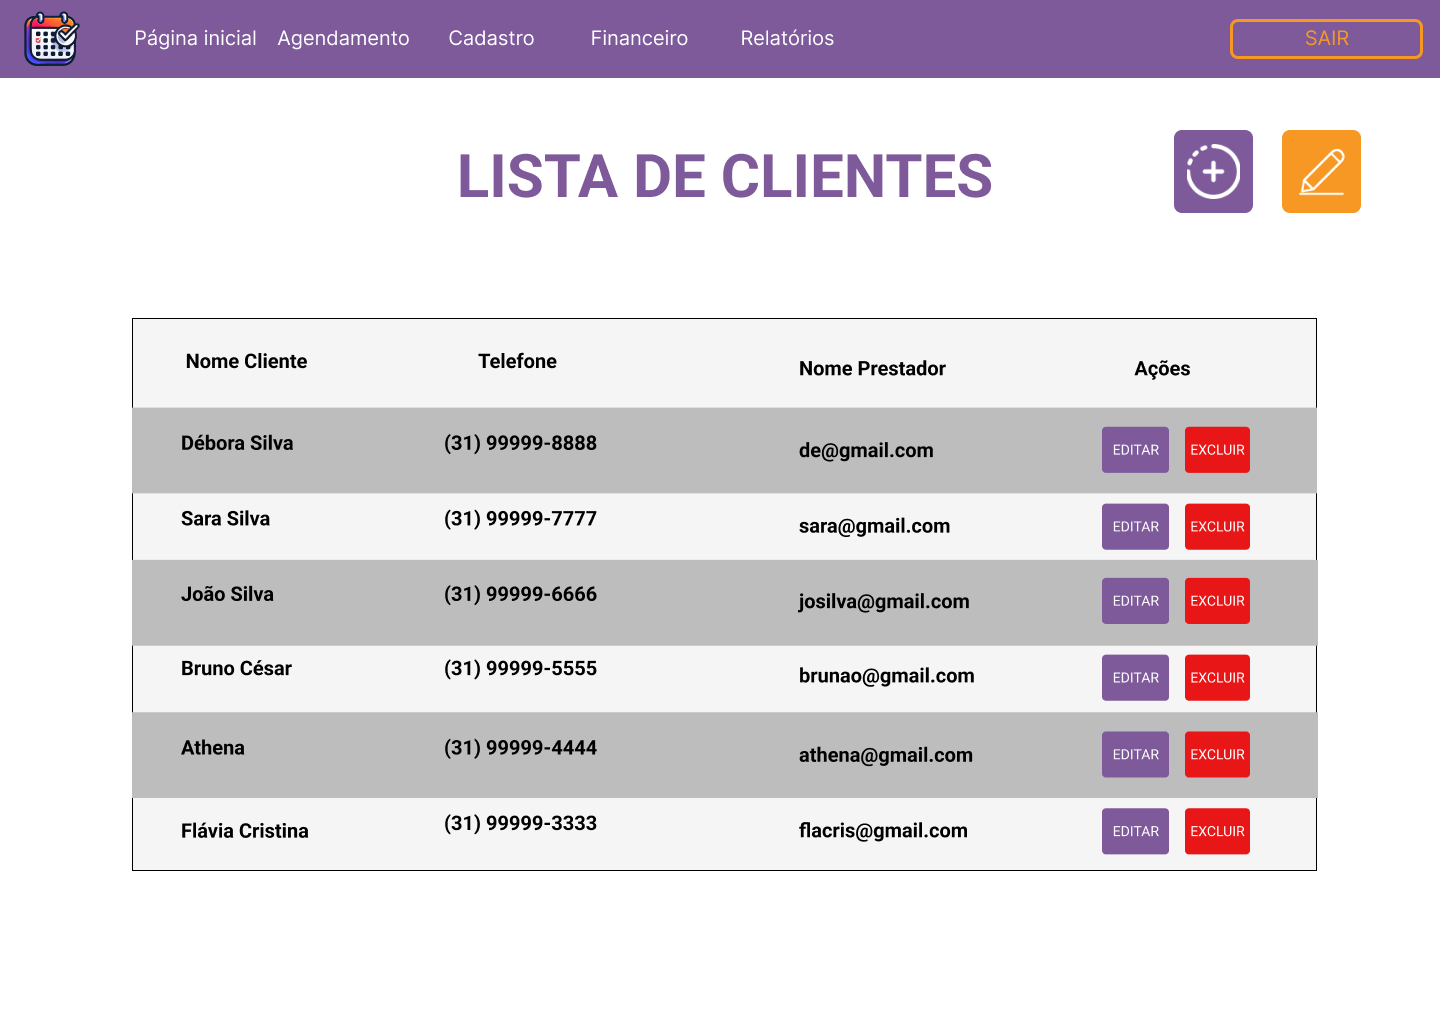 Página inicial Agendamento Cadastro Financeiro Relatórios SAIR
LISTA DE CLIENTES
Nome Cliente Telefone Nome Prestador Ações
Débora Silva (31) 99999-8888 de@gmail.com EDITAR EXCLUIR
Sara Silva (31) 99999-7777 sara@gmail.com EDITAR EXCLUIR
João Silva (31) 99999-6666 josilva@gmail.com EDITAR EXCLUIR
Bruno César (31) 99999-5555 brunao@gmail.com EDITAR EXCLUIR
Athena (31) 99999-4444 athena@gmail.com EDITAR EXCLUIR
Flávia Cristina (31) 99999-3333 flacris@gmail.com EDITAR EXCLUIR